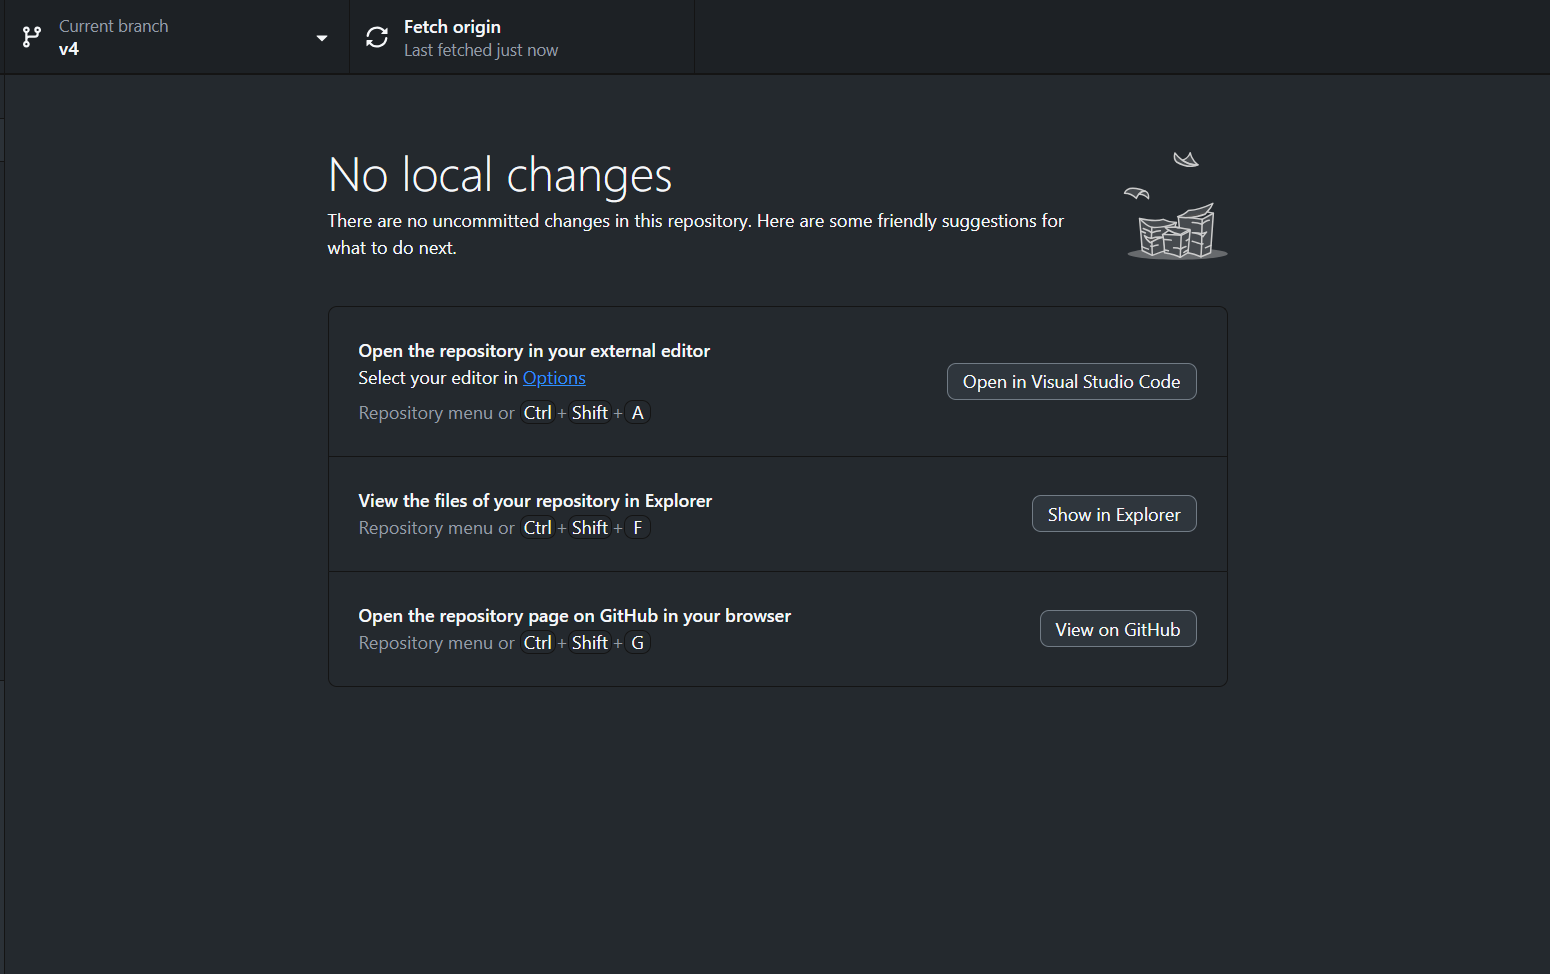 Current branch
v4
Fetch origin
Last fetched just now
No local changes
There are no uncommitted changes in this repository. Here are some friendly suggestions for
what to do next.
Open the repository in your external editor
Select your editor in Options
Repository menu or Ctrl + Shift + A
Open in Visual Studio Code
View the files of your repository in Explorer
Repository menu or Ctrl + Shift + F
Show in Explorer
Open the repository page on GitHub in your browser
Repository menu or Ctrl + Shift + G
View on GitHub